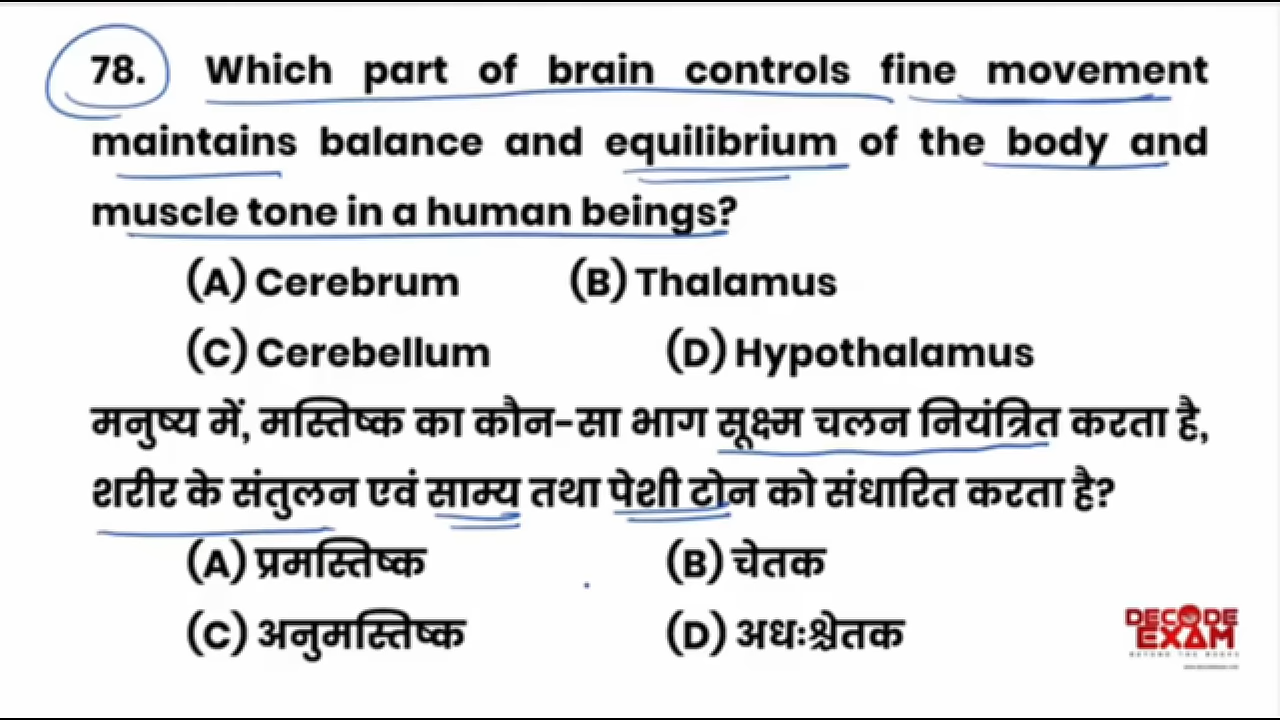 78. Which part of brain controls fine movement
maintains balance and equilibrium of the body and
muscle tone in a human beings?
(A) Cerebrum (B) Thalamus
(C) Cerebellum (D) Hypothalamus
मनुष्य में, मस्तिष्क का कौन-सा भाग सूक्ष्म चलन नियंत्रित करता है,
शरीर के संतुलन एवं साम्य तथा पेशी टोन को संधारित करता है?
(A) प्रमस्तिष्क (B) चेतक
(C) अनुमस्तिष्क (D) अधःश्चेतक
DECODE
EXAM